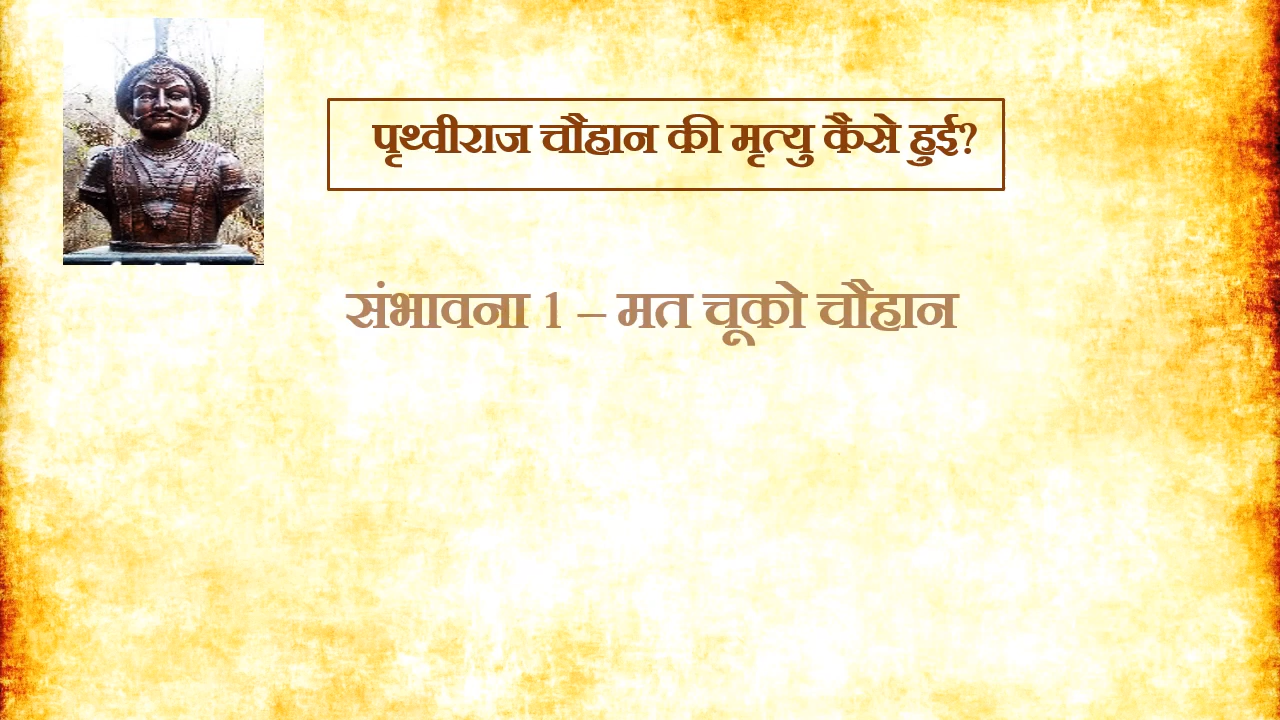 पृथ्वीराज चौहान की मृत्यु कैसे हुई?
संभावना 1 – मत चूको चौहान